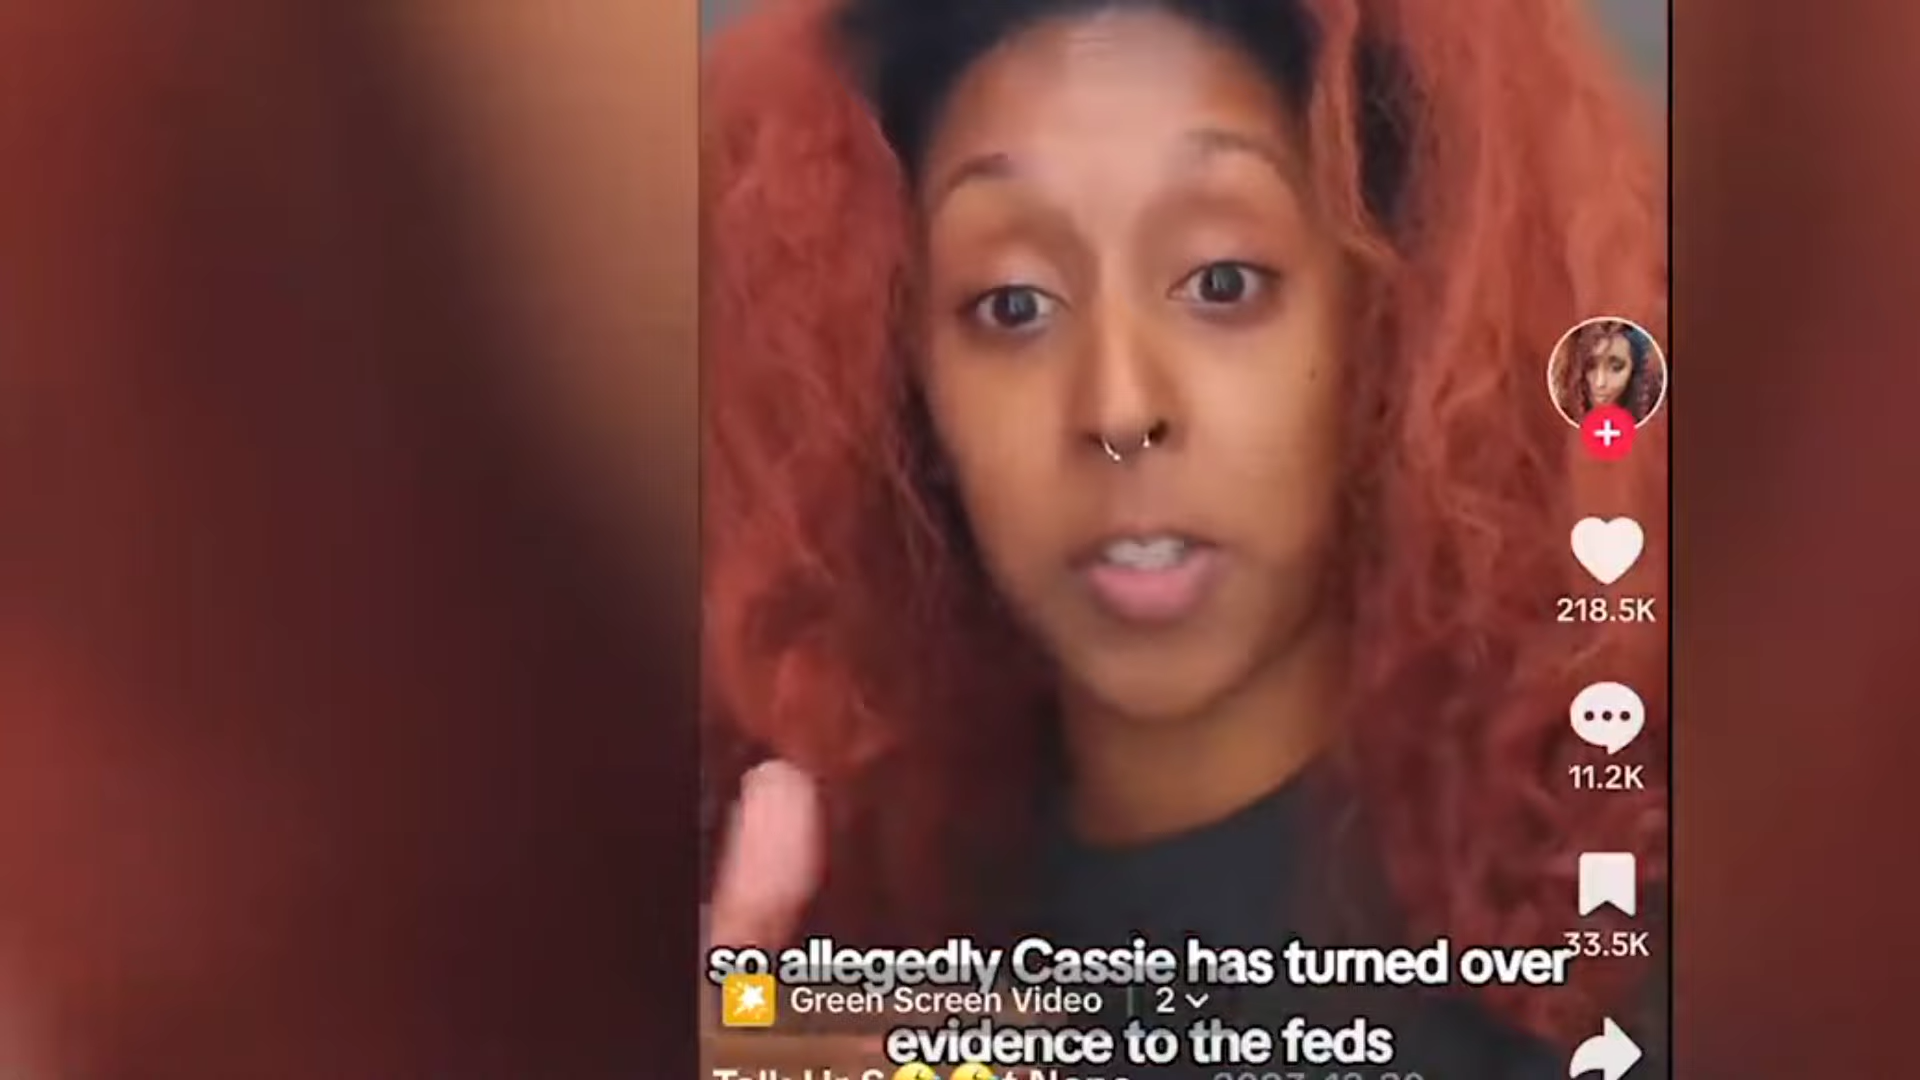 218.5K
11.2K
33.5K
so allegedly Cassie has turned over
Green Screen Video | 2
evidence to the feds